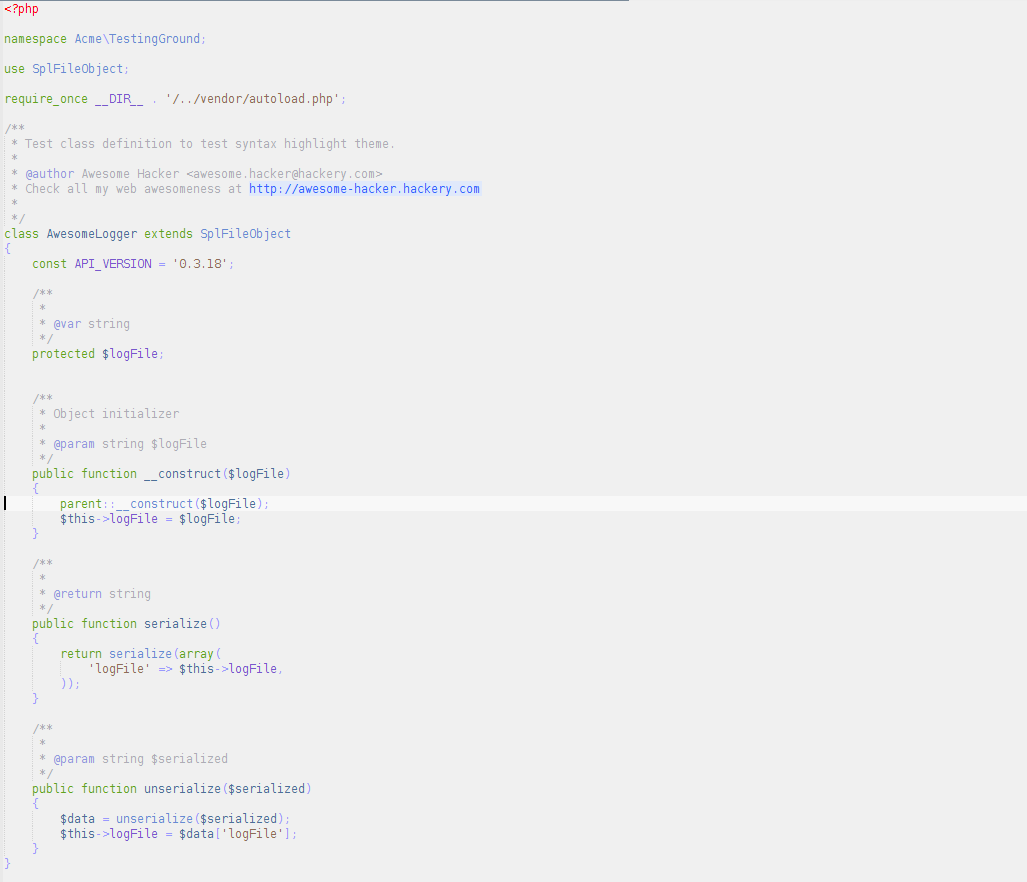 <?php
namespace Acme\TestingGround;
use SplFileObject;
require_once __DIR__ . '/../vendor/autoload.php';
/**
 * Test class definition to test syntax highlight theme.
 *
 * @author Awesome Hacker <awesome.hacker@hackery.com>
 * Check all my web awesomeness at http://awesome-hacker.hackery.com
 *
 */
class AwesomeLogger extends SplFileObject
{
    const API_VERSION = '0.3.18';
    /**
     *
     * @var string
     */
    protected $logFile;
    /**
     * Object initializer
     *
     * @param string $logFile
     */
    public function __construct($logFile)
    {
        parent::__construct($logFile);
        $this->logFile = $logFile;
    }
    /**
     *
     * @return string
     */
    public function serialize()
    {
        return serialize(array(
            'logFile' => $this->logFile,
        ));
    }
    /**
     *
     * @param string $serialized
     */
    public function unserialize($serialized)
    {
        $data = unserialize($serialized);
        $this->logFile = $data['logFile'];
    }
}